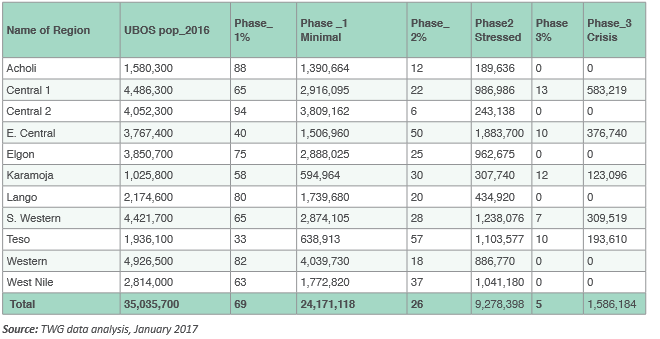 Name of Region UBOS pop_2016 Phase_ 1% Phase _1 Minimal Phase_ 2% Phase2 Stressed Phase 3% Phase_3 Crisis
Acholi 1,580,300 88 1,390,664 12 189,636 0 0
Central 1 4,486,300 65 2,916,095 22 986,986 13 583,219
Central 2 4,052,300 94 3,809,162 6 243,138 0 0
E. Central 3,767,400 40 1,506,960 50 1,883,700 10 376,740
Elgon 3,850,700 75 2,888,025 25 962,675 0 0
Karamoja 1,025,800 58 594,964 30 307,740 12 123,096
Lango 2,174,600 80 1,739,680 20 434,920 0 0
S. Western 4,421,700 65 2,874,105 28 1,238,076 7 309,519
Teso 1,936,100 33 638,913 57 1,103,577 10 193,610
Western 4,926,500 82 4,039,730 18 886,770 0 0
West Nile 2,814,000 63 1,772,820 37 1,041,180 0 0
Total 35,035,700 69 24,171,118 26 9,278,398 5 1,586,184
Source: TWG data analysis, January 2017